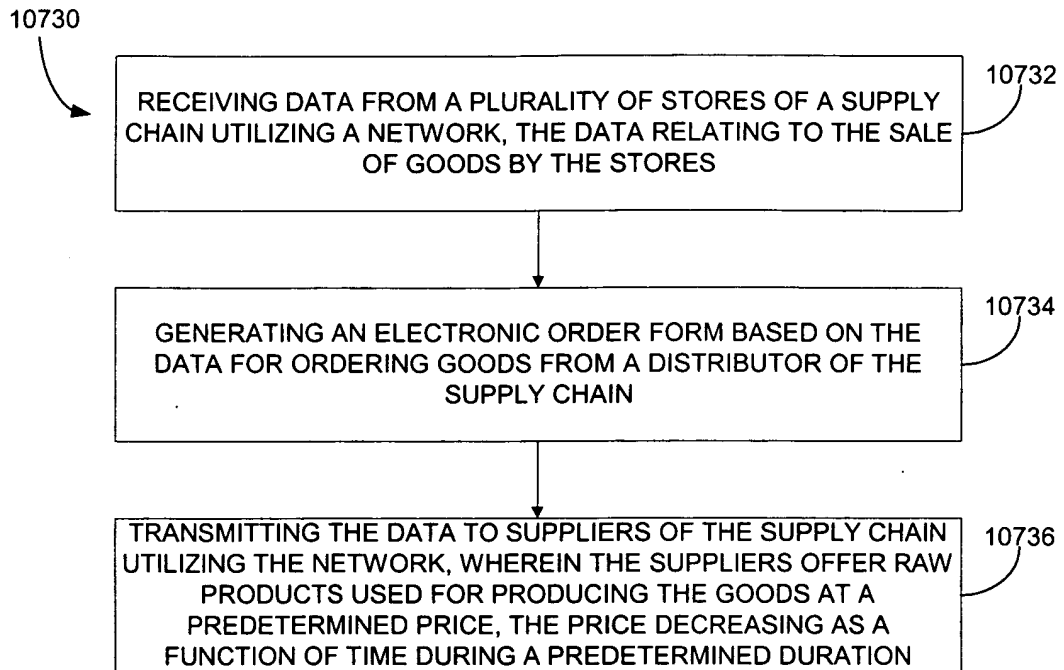 10730
10732
RECEIVING DATA FROM A PLURALITY OF STORES OF A SUPPLY
CHAIN UTILIZING A NETWORK, THE DATA RELATING TO THE SALE
OF GOODS BY THE STORES
10734
GENERATING AN ELECTRONIC ORDER FORM BASED ON THE
DATA FOR ORDERING GOODS FROM A DISTRIBUTOR OF THE
SUPPLY CHAIN
10736
TRANSMITTING THE DATA TO SUPPLIERS OF THE SUPPLY CHAIN
UTILIZING THE NETWORK, WHEREIN THE SUPPLIERS OFFER RAW
PRODUCTS USED FOR PRODUCING THE GOODS AT A
PREDETERMINED PRICE, THE PRICE DECREASING AS A
FUNCTION OF TIME DURING A PREDETERMINED DURATION